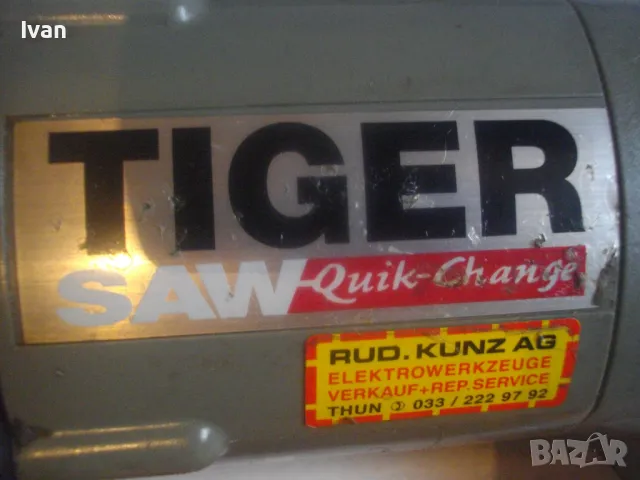 Ivan
TIGER
SAW Quik-Change
RUD. KUNZ AG
ELEKTROWERKZEUGE
VERKAUF+REP.SERVICE
THUN ☽ 033 / 222 97 92
BAZAR